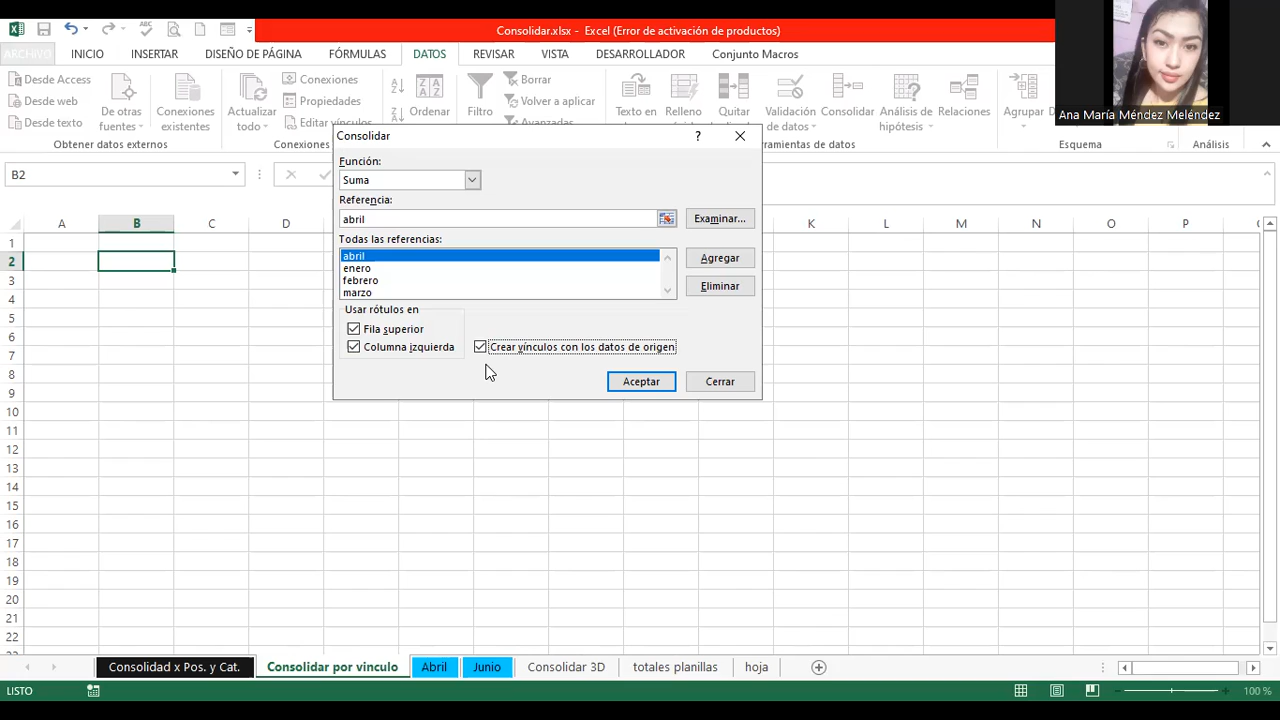 Consolidar.xlsx - Excel (Error de activación de productos)
ARCHIVO INICIO INSERTAR DISEÑO DE PÁGINA FÓRMULAS DATOS REVISAR VISTA DESARROLLADOR Conjunto Macros
Desde Access
Desde web
Desde texto
De otras fuentes
Conexiones existentes
Obtener datos externos
Actualizar todo
Conexiones
Propiedades
Editar vínculos
Conexiones
Ordenar
Filtro
Borrar
Volver a aplicar
Avanzadas
Texto en
Relleno
Quitar
Validación de datos
Consolidar
Análisis de hipótesis
Relaciones
Agrupar
Esquema
Análisis
Ana María Méndez Meléndez
B2
Consolidar
?
Función:
Suma
Referencia:
abril
Examinar...
Todas las referencias:
abril
enero
febrero
marzo
Agregar
Eliminar
Usar rótulos en
Fila superior
Columna izquierda
Crear vínculos con los datos de origen
Aceptar
Cerrar
A B C D K L M N O P
1
2
3
4
5
6
7
8
9
10
11
12
13
14
15
16
17
18
19
20
21
22
Consolidad x Pos. y Cat. Consolidar por vinculo Abril Junio Consolidar 3D totales planillas hoja
LISTO
100 %